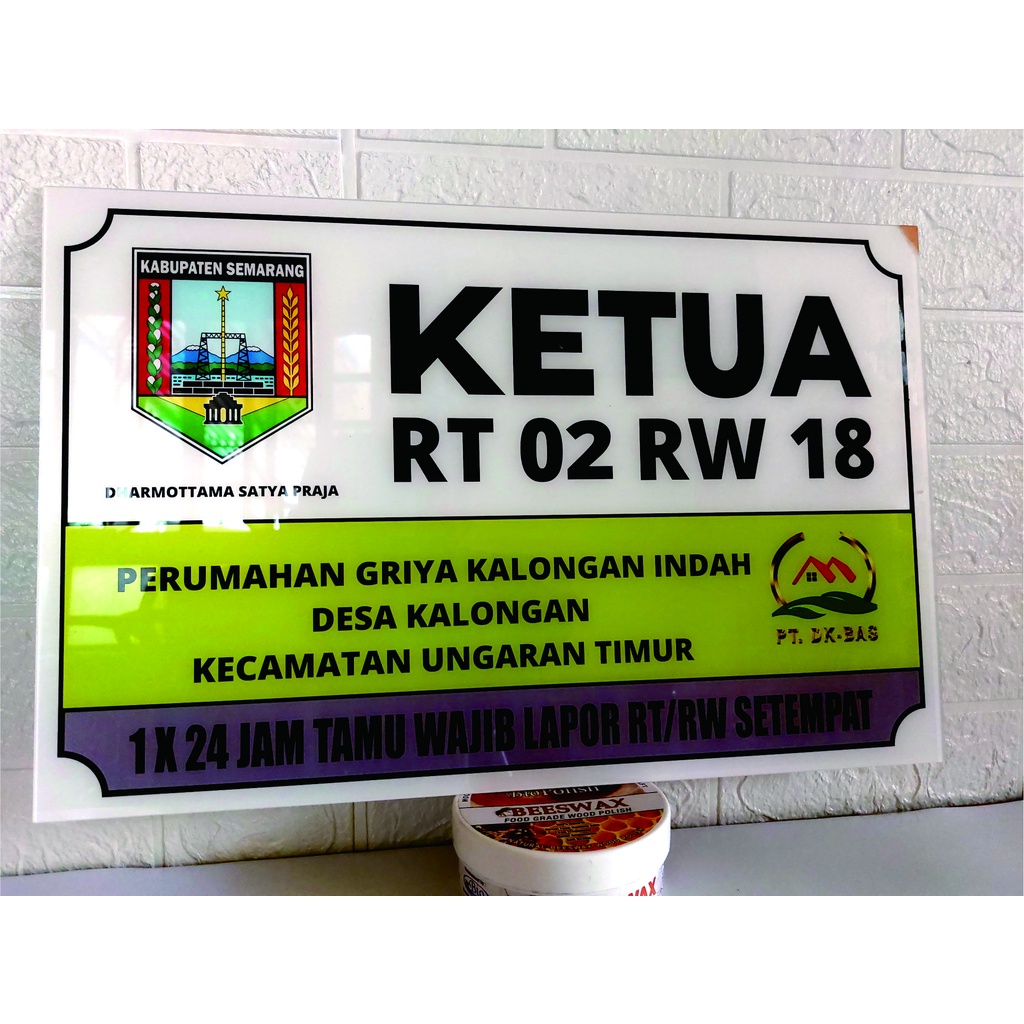 KABUPATEN SEMARANG
DHARMOTTAMA SATYA PRAJA
KETUA
RT 02 RW 18
PERUMAHAN GRIYA KALONGAN INDAH
DESA KALONGAN
KECAMATAN UNGARAN TIMUR
PT. DK-BAS
1 X 24 JAM TAMU WAJIB LAPOR RT/RW SETEMPAT
BioPolish
BEESWAX
FOOD GRADE WOOD POLISH